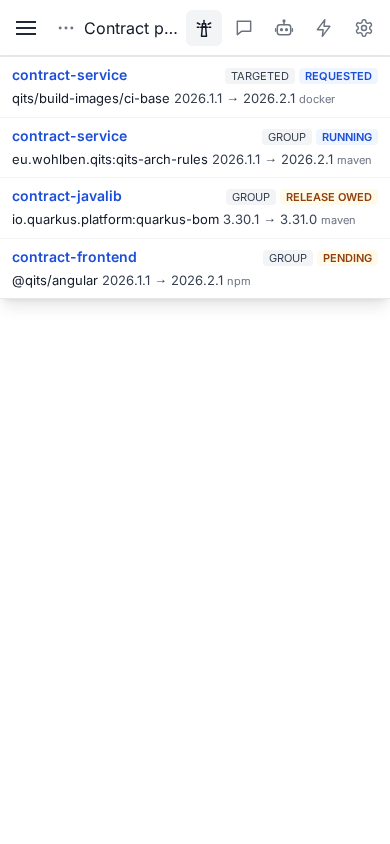 Contract p...
contract-service TARGETED REQUESTED
qits/build-images/ci-base 2026.1.1 → 2026.2.1 docker
contract-service GROUP RUNNING
eu.wohlben.qits:qits-arch-rules 2026.1.1 → 2026.2.1 maven
contract-javalib GROUP RELEASE OWED
io.quarkus.platform:quarkus-bom 3.30.1 → 3.31.0 maven
contract-frontend GROUP PENDING
@qits/angular 2026.1.1 → 2026.2.1 npm